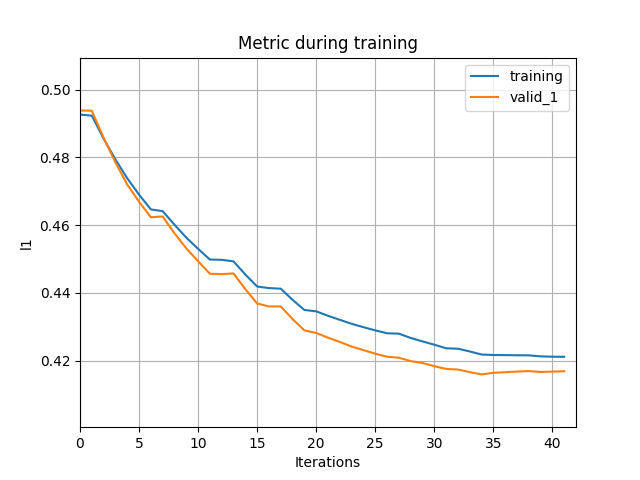 Metric during training
training
valid_1
0.50
0.48
0.46
0.44
0.42
l1
0 5 10 15 20 25 30 35 40
Iterations